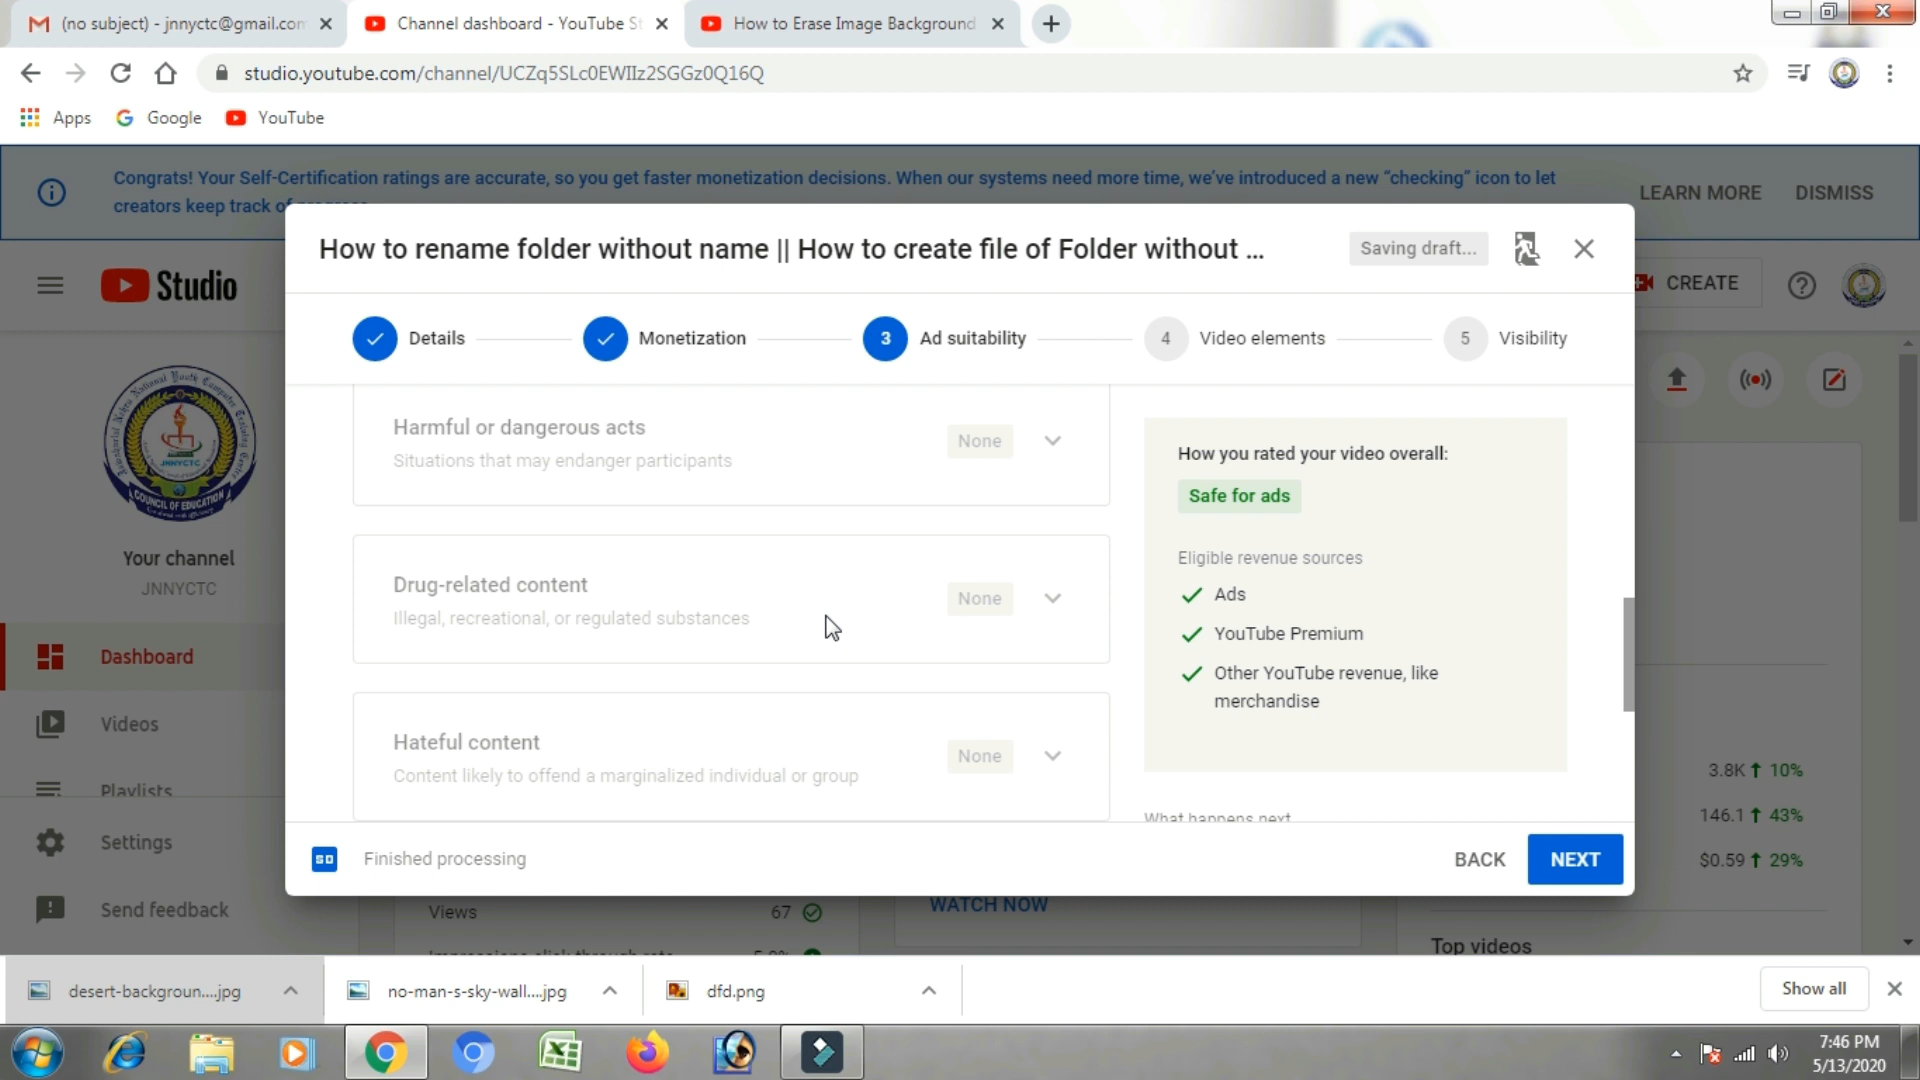 (no subject) - jnnyctc@gmail.com
Channel dashboard - YouTube St
How to Erase Image Background
studio.youtube.com/channel/UCZq5SLc0EWIIz2SGGz0Q16Q
Apps
Google
YouTube
Congrats! Your Self-Certification ratings are accurate, so you get faster monetization decisions. When our systems need more time, we've introduced a new "checking" icon to let
creators keep track of
LEARN MORE
DISMISS
How to rename folder without name || How to create file of Folder without ...
Saving draft...
Studio
CREATE
Details
Monetization
3
Ad suitability
4
Video elements
5
Visibility
Harmful or dangerous acts
Situations that may endanger participants
None
How you rated your video overall:
Safe for ads
Eligible revenue sources
Ads
YouTube Premium
Other YouTube revenue, like
merchandise
What happens next
Drug-related content
Illegal, recreational, or regulated substances
None
Hateful content
Content likely to offend a marginalized individual or group
None
JNNYCTC
COUNCIL OF EDUCATION
Your channel
JNNYCTC
Dashboard
Videos
Playlists
Settings
Send feedback
3.8K 10%
146.1 43%
$0.59 29%
SD
Finished processing
BACK
NEXT
Views
67
WATCH NOW
Top videos
desert-backgroun....jpg
no-man-s-sky-wall....jpg
dfd.png
Show all
7:46 PM
5/13/2020